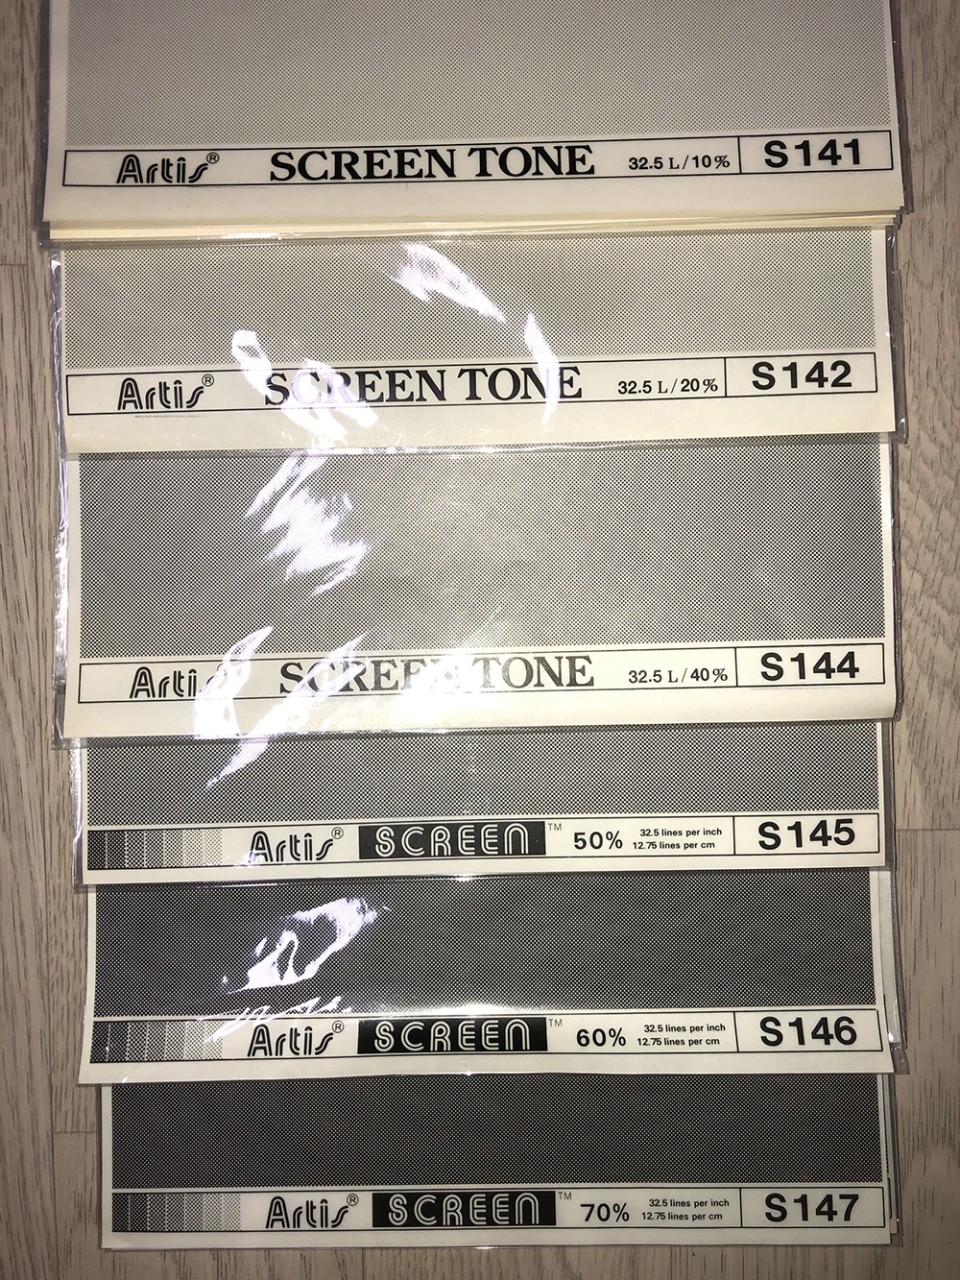 Artis® SCREEN TONE 32.5 L/10% S141
Artis® SCREEN TONE 32.5 L/20% S142
Artis SCREEN TONE 32.5 L/40% S144
Artis® SCREEN™ 50% 32.5 lines per inch S145
12.75 lines per cm
Artis® SCREEN™ 60% 32.5 lines per inch S146
12.75 lines per cm
Artis® SCREEN™ 70% 32.5 lines per inch S147
12.75 lines per cm